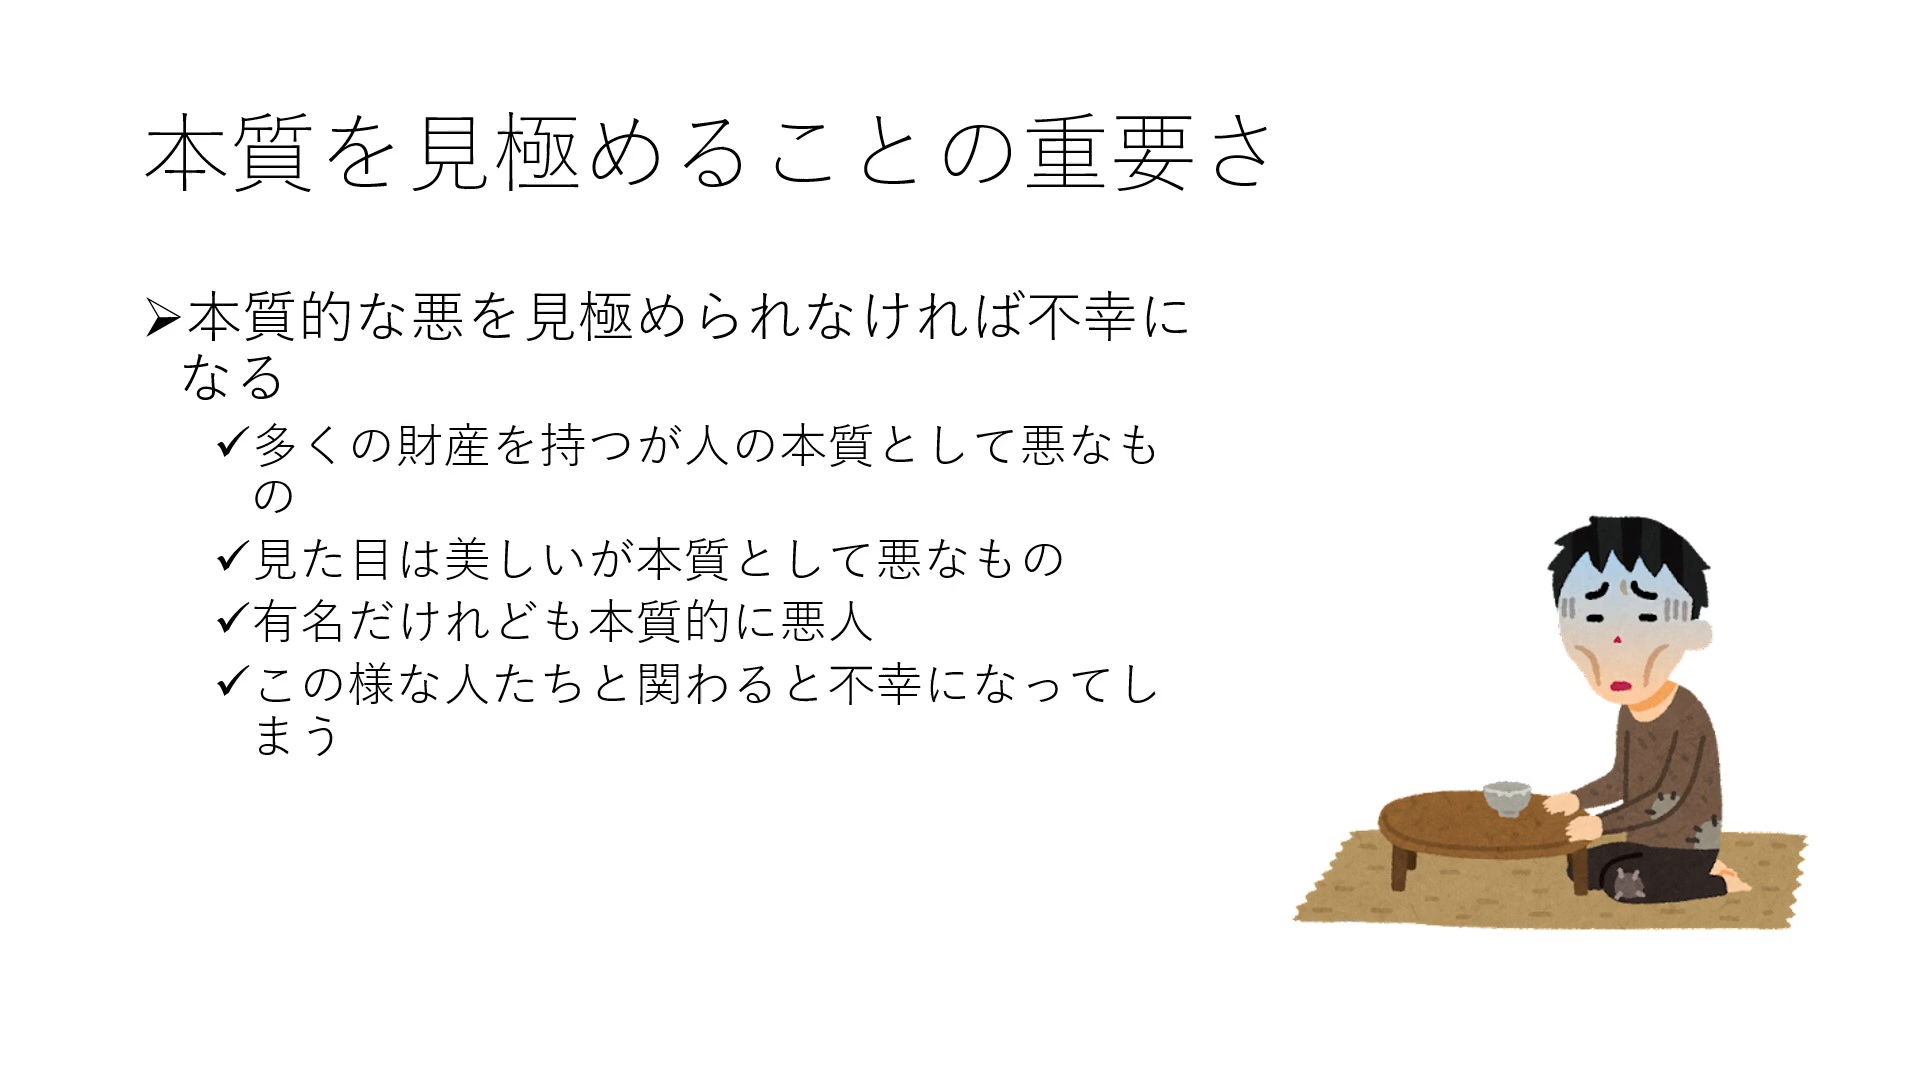 本質を見極めることの重要さ
➢本質的な悪を見極められなければ不幸に
なる
✓多くの財産を持つが人の本質として悪なも
の
✓見た目は美しいが本質として悪なもの
✓有名だけれども本質的に悪人
✓この様な人たちと関わると不幸になってし
まう